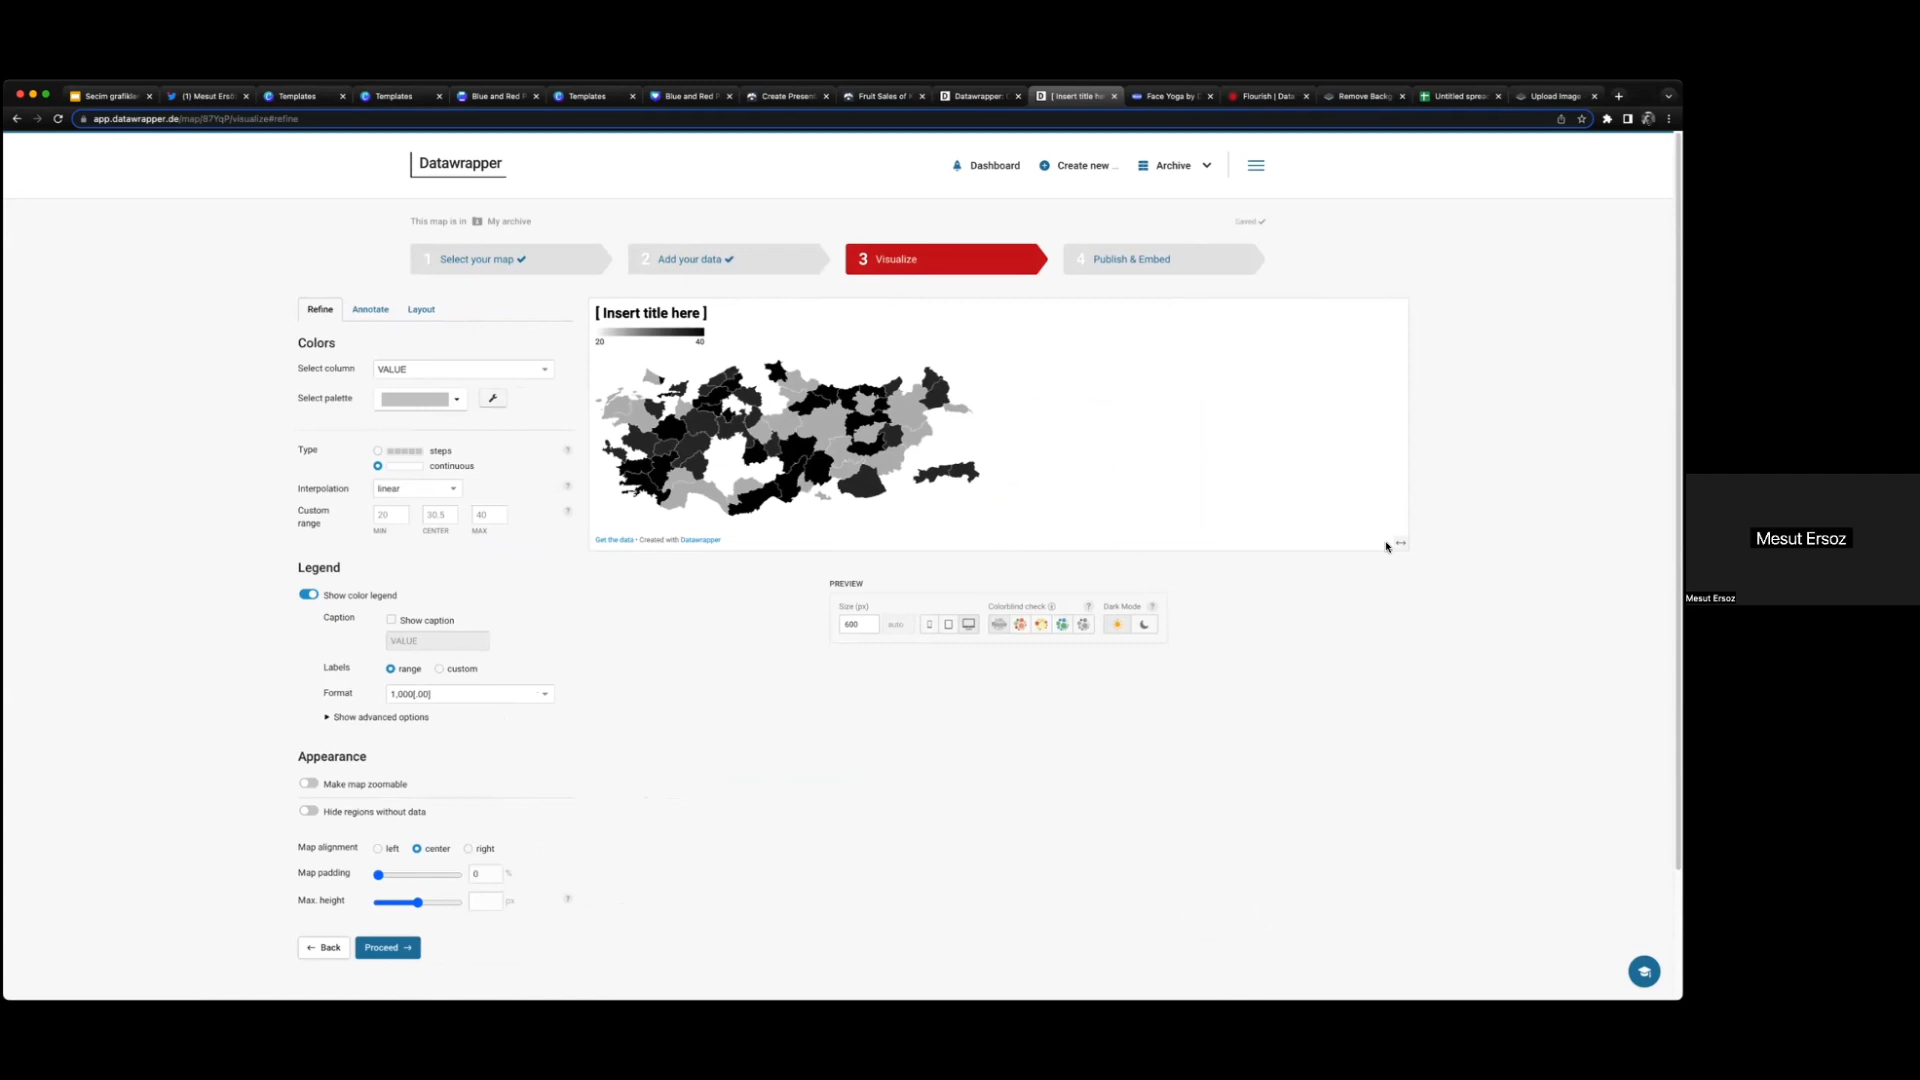 Secim grafikle
(1) Mesut Ersö
Templates
Templates
Blue and Red P
Templates
Blue and Red P
Create Presen
Fruit Sales of
Datawrapper:
[ Insert title he
Face Yoga by
Flourish | Data
Remove Backg
Untitled sprea
Upload Image
app.datawrapper.de/map/87YqP/visualize#refine
Datawrapper
Dashboard
Create new ...
Archive
This map is in My archive
Saved
1 Select your map
2 Add your data
3 Visualize
4 Publish & Embed
Refine
Annotate
Layout
[ Insert title here ]
20 40
Colors
Select column VALUE
Select palette
Type steps ?
continuous
Interpolation linear ?
Custom range 20 30.5 40 ?
MIN CENTER MAX
Get the data • Created with Datawrapper
Legend
Show color legend
Caption Show caption
VALUE
Labels range custom
Format 1,000[.00]
Show advanced options
PREVIEW
Size (px) Colorblind check ? Dark Mode ?
600 auto
Appearance
Make map zoomable
Hide regions without data
Map alignment left center right
Map padding 0 %
Max. height px ?
← Back
Proceed →
Mesut Ersoz
Mesut Ersoz